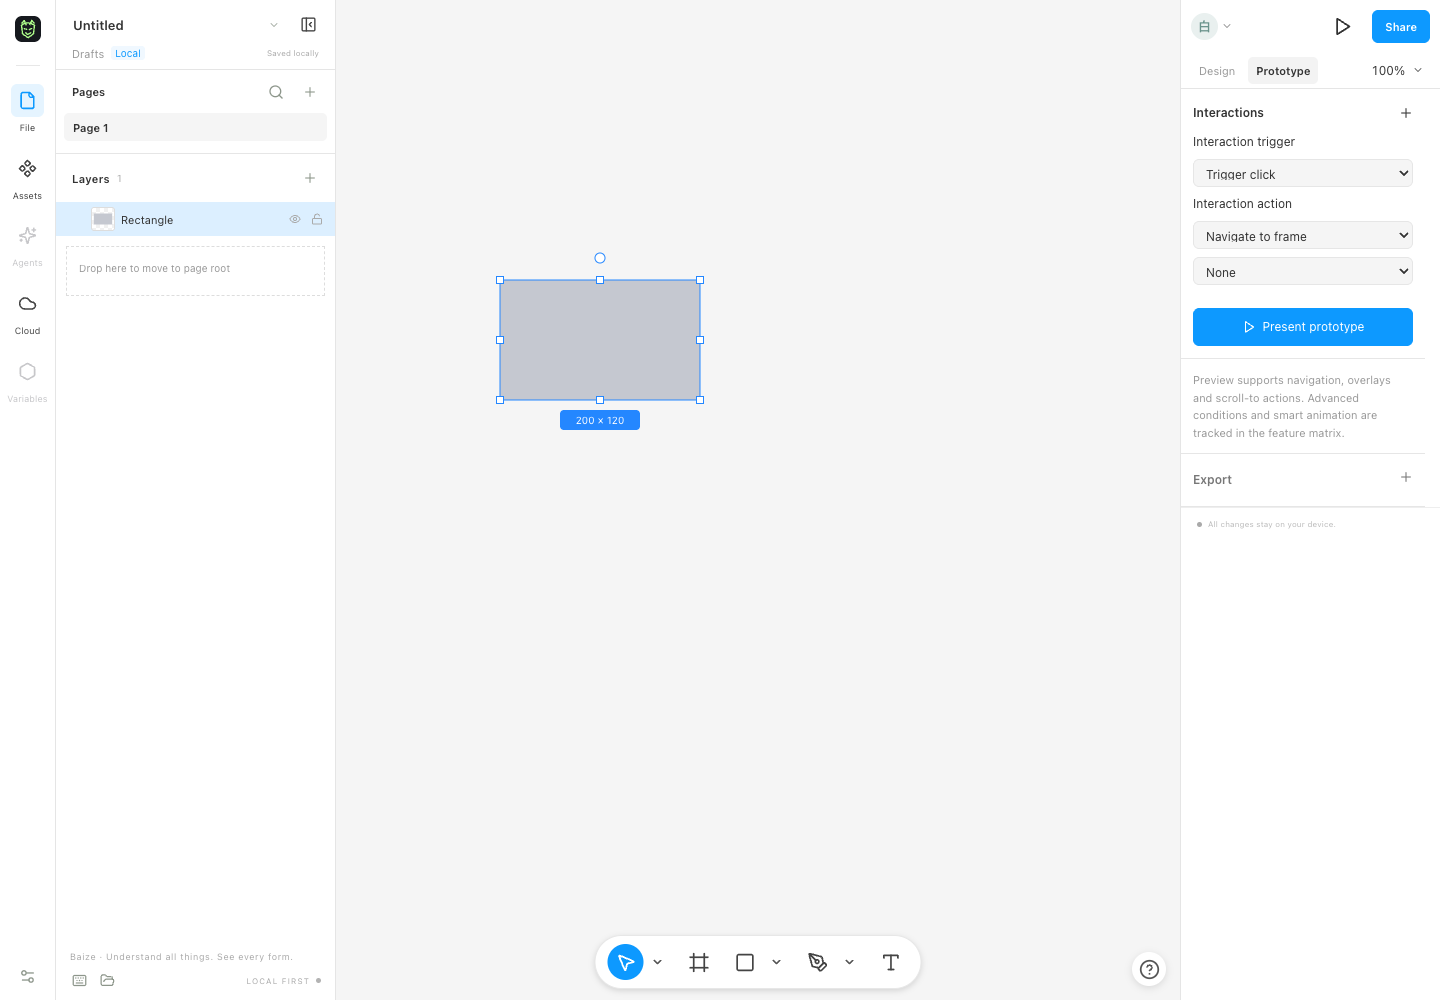 Untitled
Drafts Local Saved locally
File
Assets
Agents
Cloud
Variables
Pages
Page 1
Layers 1
Rectangle
Drop here to move to page root
200 × 120
白
Share
Design Prototype 100%
Interactions
Interaction trigger
Trigger click
Interaction action
Navigate to frame
None
Present prototype
Preview supports navigation, overlays
and scroll-to actions. Advanced
conditions and smart animation are
tracked in the feature matrix.
Export
All changes stay on your device.
Baize · Understand all things. See every form.
LOCAL FIRST